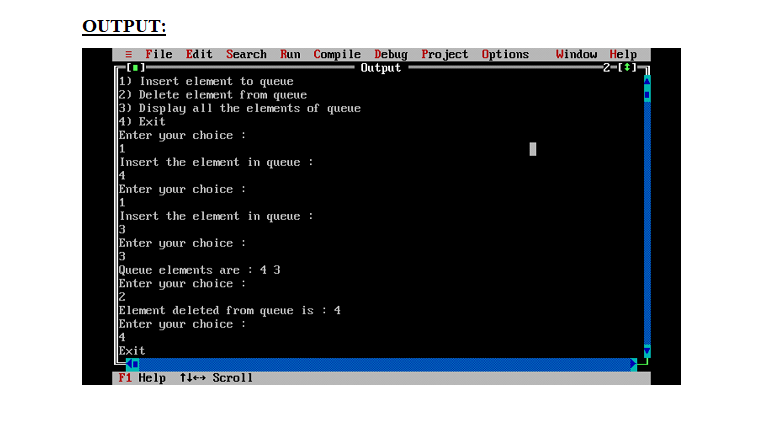 OUTPUT:
≡ File Edit Search Run Compile Debug Project Options Window Help
[■] Output 2=[↕]
1) Insert element to queue
2) Delete element from queue
3) Display all the elements of queue
4) Exit
Enter your choice :
1
Insert the element in queue :
4
Enter your choice :
1
Insert the element in queue :
3
Enter your choice :
3
Queue elements are : 4 3
Enter your choice :
2
Element deleted from queue is : 4
Enter your choice :
4
Exit
F1 Help ↑↓↔ Scroll